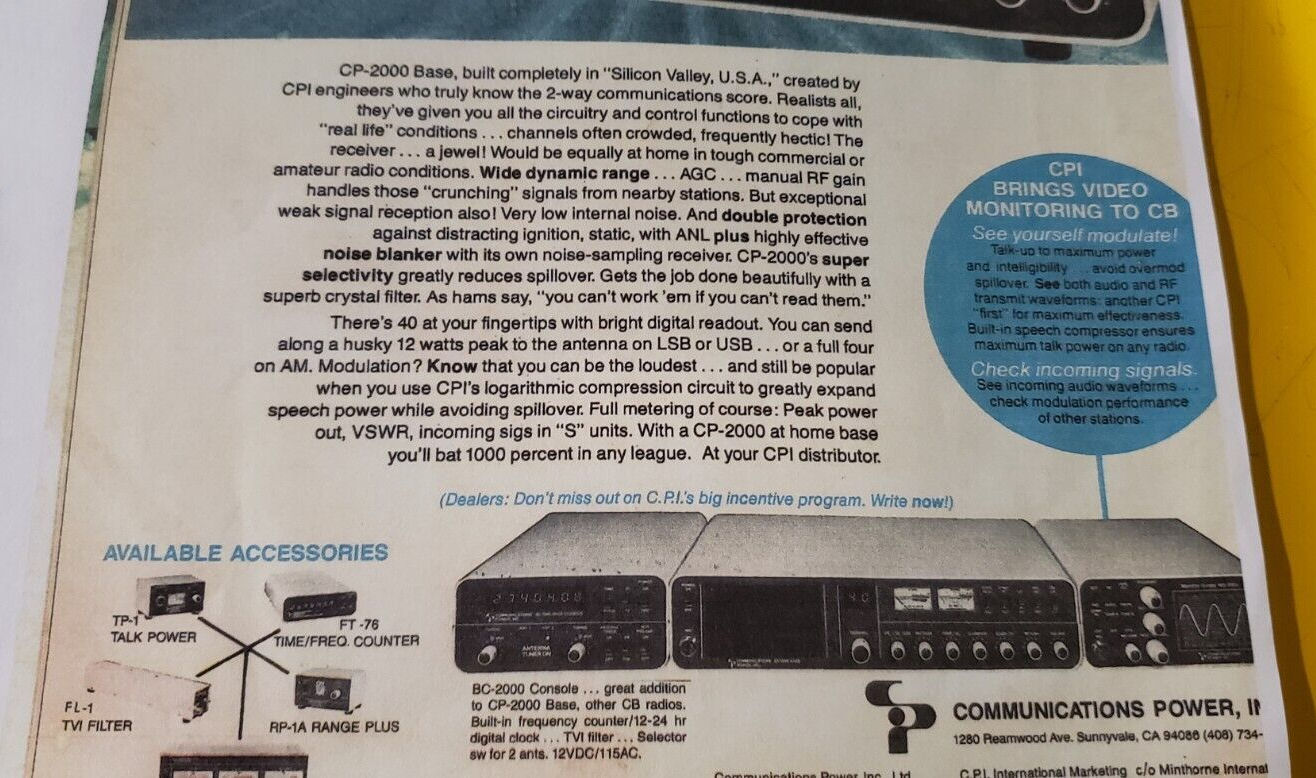 CP-2000 Base, built completely in "Silicon Valley, U.S.A.," created by
CPI engineers who truly know the 2-way communications score. Realists all,
they've given you all the circuitry and control functions to cope with
"real life" conditions ... channels often crowded, frequently hectic! The
receiver ... a jewel! Would be equally at home in tough commercial or
amateur radio conditions. Wide dynamic range ... AGC ... manual RF gain
handles those "crunching" signals from nearby stations. But exceptional
weak signal reception also! Very low internal noise. And double protection
against distracting ignition, static, with ANL plus highly effective
noise blanker with its own noise-sampling receiver. CP-2000's super
selectivity greatly reduces spillover. Gets the job done beautifully with a
superb crystal filter. As hams say, "you can't work 'em if you can't read them."
There's 40 at your fingertips with bright digital readout. You can send
along a husky 12 watts peak to the antenna on LSB or USB ... or a full four
on AM. Modulation? Know that you can be the loudest ... and still be popular
when you use CPI's logarithmic compression circuit to greatly expand
speech power while avoiding spillover. Full metering of course: Peak power
out, VSWR, incoming sigs in "S" units. With a CP-2000 at home base
you'll bat 1000 percent in any league. At your CPI distributor.
CPI
BRINGS VIDEO
MONITORING TO CB
See yourself modulate!
Talk-up to maximum power
and intelligibility ... avoid overmod
spillover. See both audio and RF
transmit waveforms: another CPI
"first" for maximum effectiveness.
Built-in speech compressor ensures
maximum talk power on any radio.
Check incoming signals.
See incoming audio waveforms ...
check modulation performance
of other stations.
(Dealers: Don't miss out on C.P.I.'s big incentive program. Write now!)
AVAILABLE ACCESSORIES
TP-1
TALK POWER
FT-76
TIME/FREQ. COUNTER
FL-1
TVI FILTER
RP-1A RANGE PLUS
2740408
ANTENNA
TUNER ON
40
BC-2000 Console ... great addition
to CP-2000 Base, other CB radios.
Built-in frequency counter/12-24 hr
digital clock ... TVI filter ... Selector
sw for 2 ants. 12VDC/115AC.
COMMUNICATIONS POWER, IN
1280 Reamwood Ave. Sunnyvale, CA 94086 (408) 734-
Communications Power Inc. Ltd.
C.P.I. International Marketing c/o Minthorne Internat